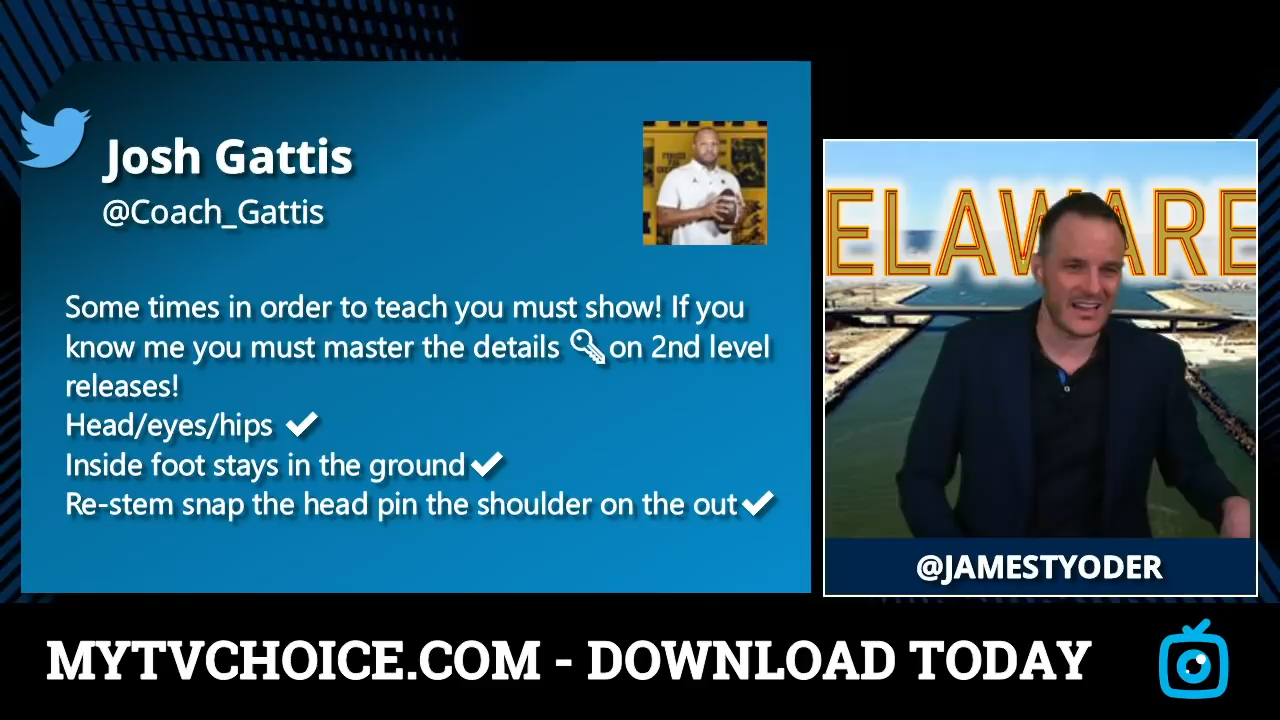 Josh Gattis
@Coach_Gattis
Some times in order to teach you must show! If you
know me you must master the details 🔑 on 2nd level
releases!
Head/eyes/hips ✔
Inside foot stays in the ground ✔
Re-stem snap the head pin the shoulder on the out ✔
ELAWARE
@JAMESTYODER
MYTVCHOICE.COM - DOWNLOAD TODAY